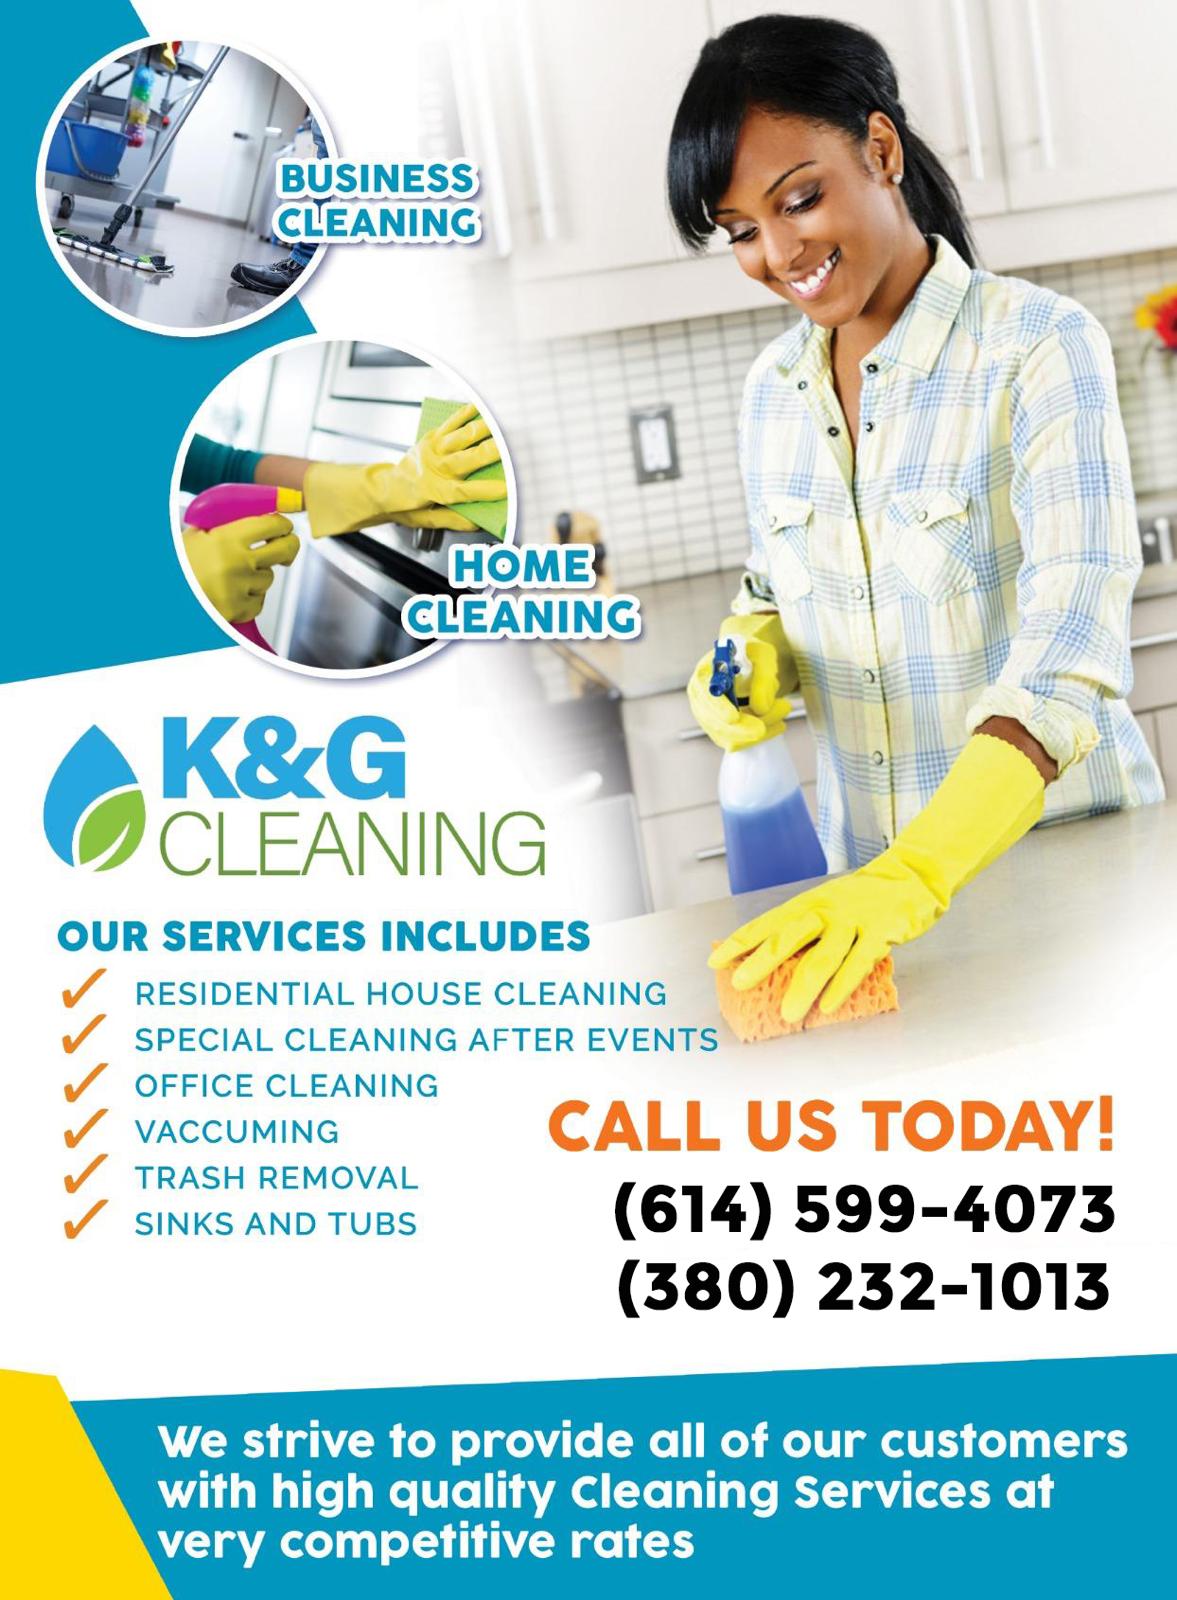 BUSINESS
CLEANING
HOME
CLEANING
K&G
CLEANING
OUR SERVICES INCLUDES
RESIDENTIAL HOUSE CLEANING
SPECIAL CLEANING AFTER EVENTS
OFFICE CLEANING
VACCUMING
TRASH REMOVAL
SINKS AND TUBS
CALL US TODAY!
(614) 599-4073
(380) 232-1013
We strive to provide all of our customers
with high quality Cleaning Services at
very competitive rates